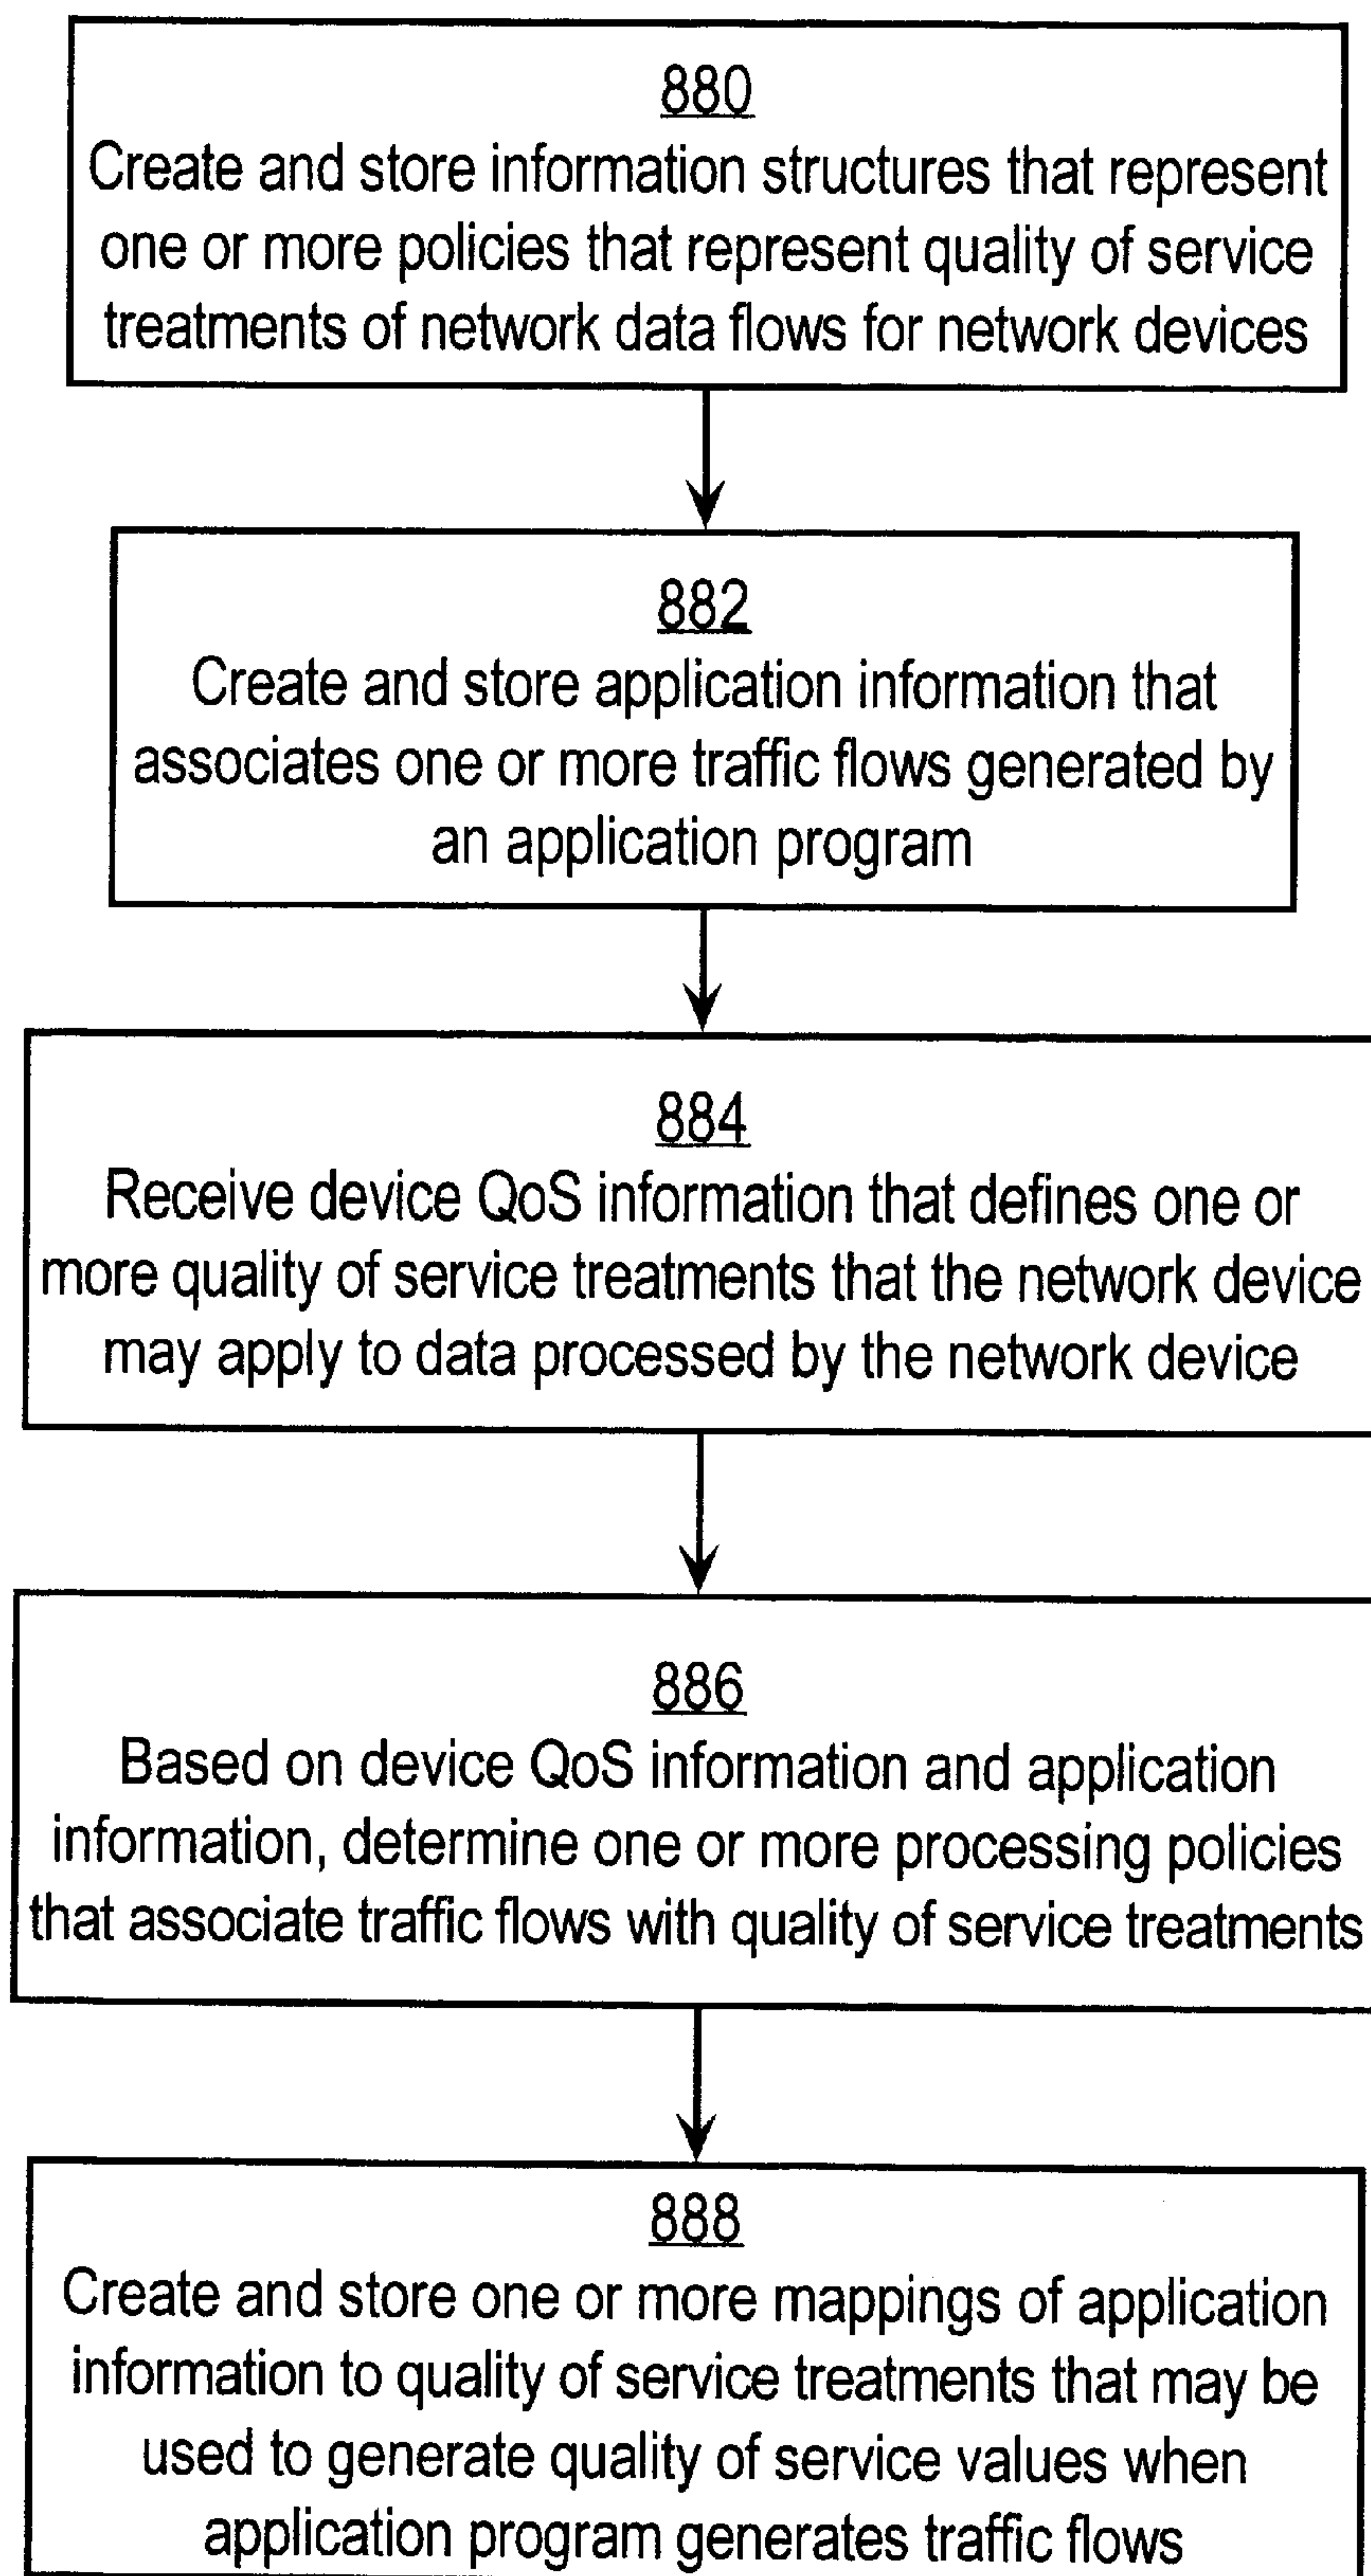 880
Create and store information structures that represent
one or more policies that represent quality of service
treatments of network data flows for network devices
882
Create and store application information that
associates one or more traffic flows generated by
an application program
884
Receive device QoS information that defines one or
more quality of service treatments that the network device
may apply to data processed by the network device
886
Based on device QoS information and application
information, determine one or more processing policies
that associate traffic flows with quality of service treatments
888
Create and store one or more mappings of application
information to quality of service treatments that may be
used to generate quality of service values when
application program generates traffic flows